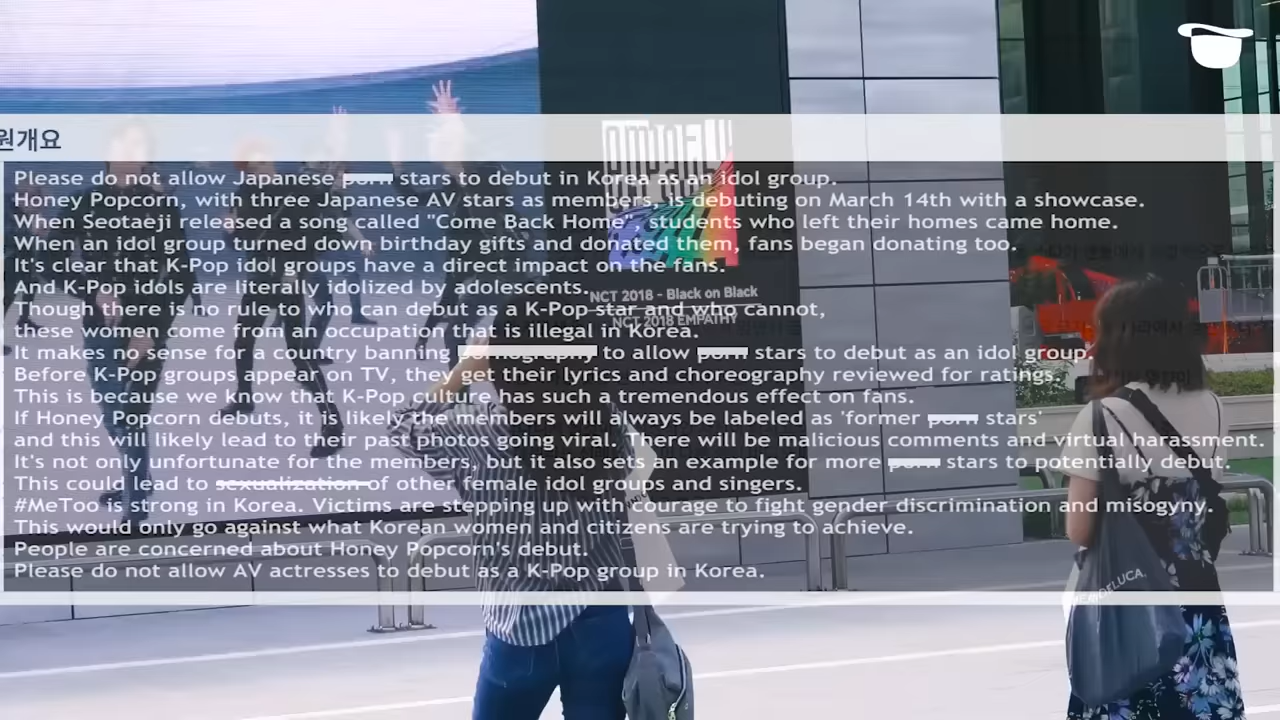 원개요
Please do not allow Japanese porn stars to debut in Korea as an idol group.
Honey Popcorn, with three Japanese AV stars as members, is debuting on March 14th with a showcase.
When Seotaeji released a song called "Come Back Home", students who left their homes came home.
When an idol group turned down birthday gifts and donated them, fans began donating too.
It's clear that K-Pop idol groups have a direct impact on the fans.
And K-Pop idols are literally idolized by adolescents.
Though there is no rule to who can debut as a K-Pop star and who cannot,
these women come from an occupation that is illegal in Korea.
It makes no sense for a country banning pornography to allow porn stars to debut as an idol group.
Before K-Pop groups appear on TV, they get their lyrics and choreography reviewed for ratings.
This is because we know that K-Pop culture has such a tremendous effect on fans.
If Honey Popcorn debuts, it is likely the members will always be labeled as 'former porn stars'
and this will likely lead to their past photos going viral. There will be malicious comments and virtual harassment.
It's not only unfortunate for the members, but it also sets an example for more porn stars to potentially debut.
This could lead to sexualization of other female idol groups and singers.
#MeToo is strong in Korea. Victims are stepping up with courage to fight gender discrimination and misogyny.
This would only go against what Korean women and citizens are trying to achieve.
People are concerned about Honey Popcorn's debut.
Please do not allow AV actresses to debut as a K-Pop group in Korea.
NCT 2018 - Black on Black
NCT 2018 EMPATHY
DEAN & DELUCA